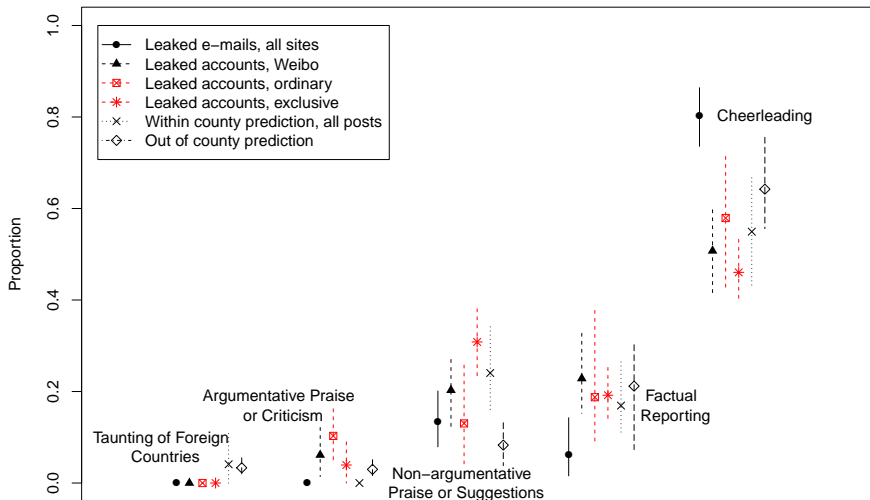 1.0
0.8
0.6
0.4
0.2
0.0
Proportion
Leaked e−mails, all sites
Leaked accounts, Weibo
Leaked accounts, ordinary
Leaked accounts, exclusive
Within county prediction, all posts
Out of county prediction
Cheerleading
Argumentative Praise
or Criticism
Taunting of Foreign
Countries
Factual
Reporting
Non−argumentative
Praise or Suggestions